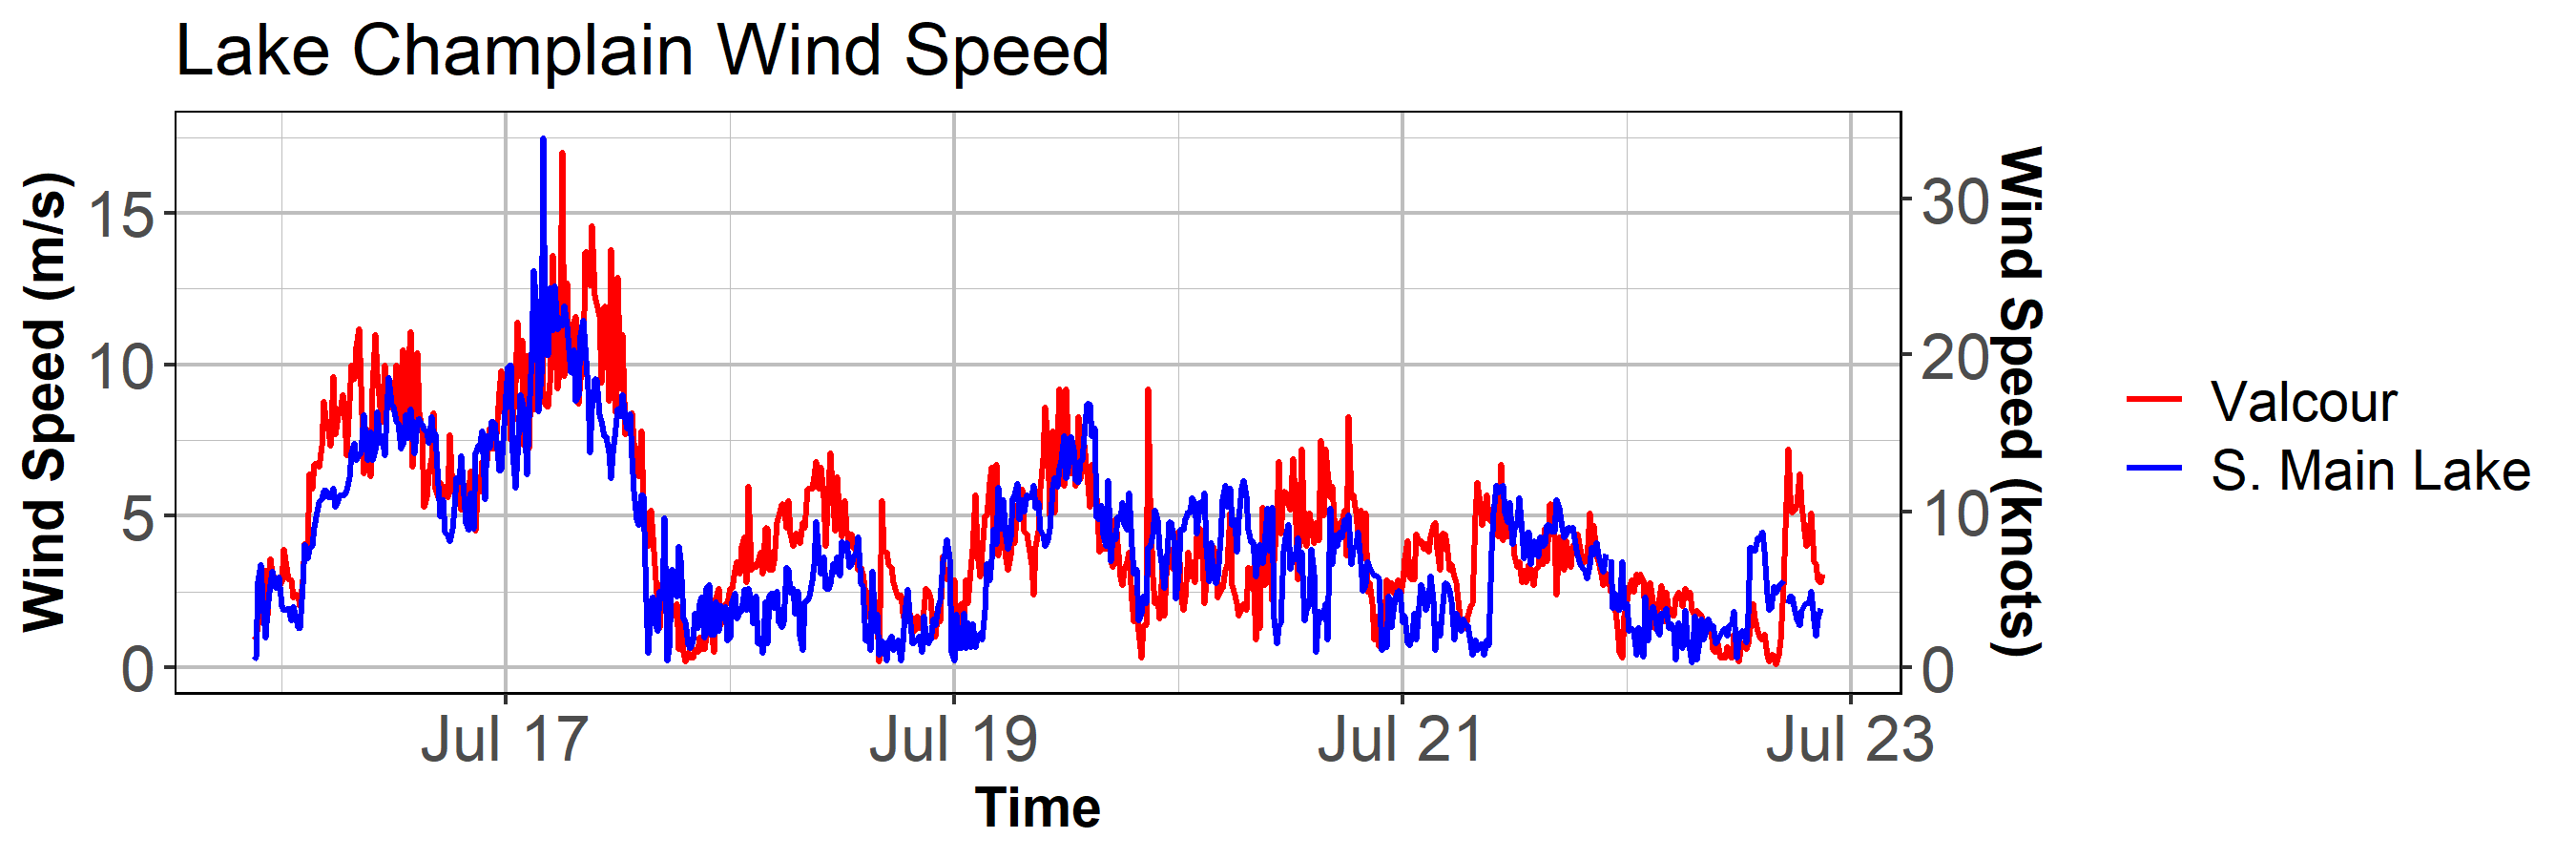 Lake Champlain Wind Speed
Wind Speed (m/s)
15
10
5
0
30
20
10
0
Wind Speed (knots)
Jul 17
Jul 19
Jul 21
Jul 23
Time
Valcour
S. Main Lake